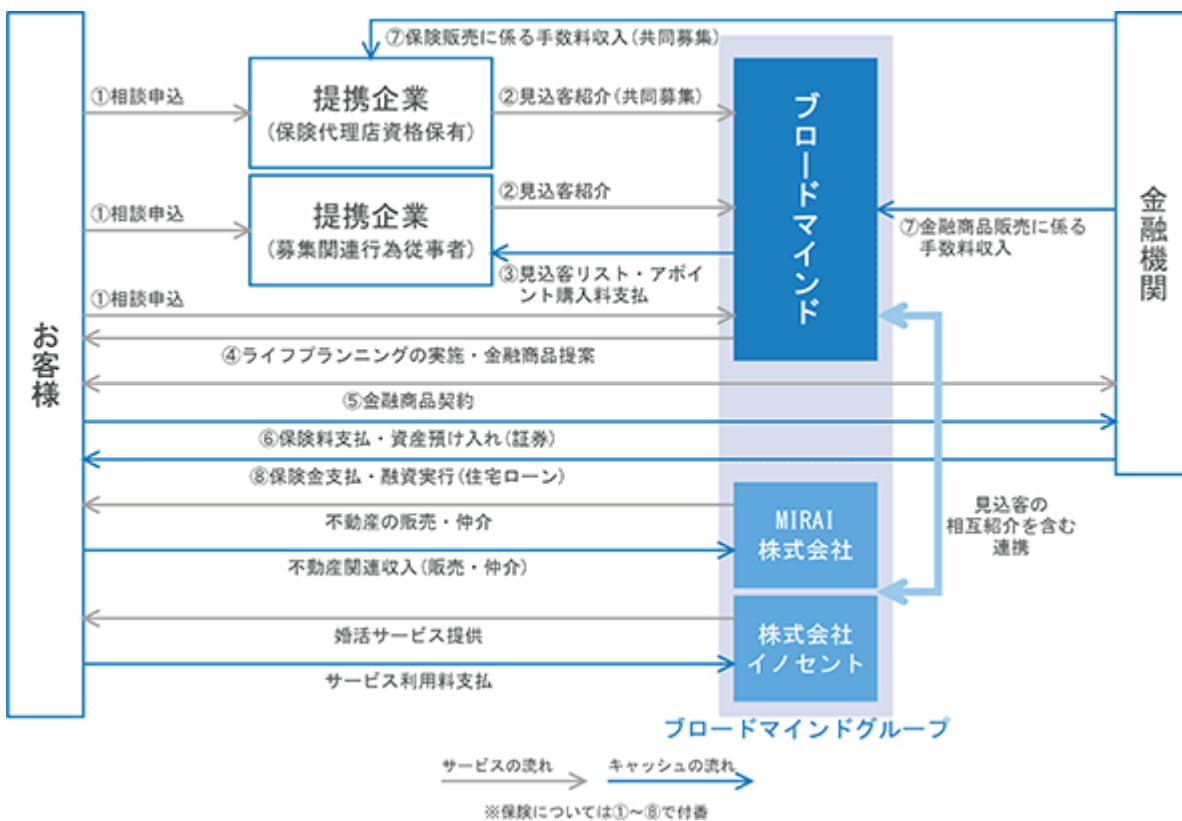 ⑦保険販売に係る手数料収入(共同募集)
①相談申込
提携企業
(保険代理店資格保有)
②見込客紹介(共同募集)
①相談申込
提携企業
(募集関連行為従事者)
②見込客紹介
③見込客リスト・アポイ
ント購入料支払
ブロードマインド
⑦金融商品販売に係る
手数料収入
金融機関
お客様
①相談申込
④ライフプランニングの実施・金融商品提案
⑤金融商品契約
⑥保険料支払・資産預け入れ(証券)
⑧保険金支払・融資実行(住宅ローン)
不動産の販売・仲介
MIRAI
株式会社
不動産関連収入(販売・仲介)
見込客の
相互紹介を含む
連携
婚活サービス提供
株式会社
イノセント
サービス利用料支払
ブロードマインドグループ
サービスの流れ
キャッシュの流れ
※保険については①～⑧で付番